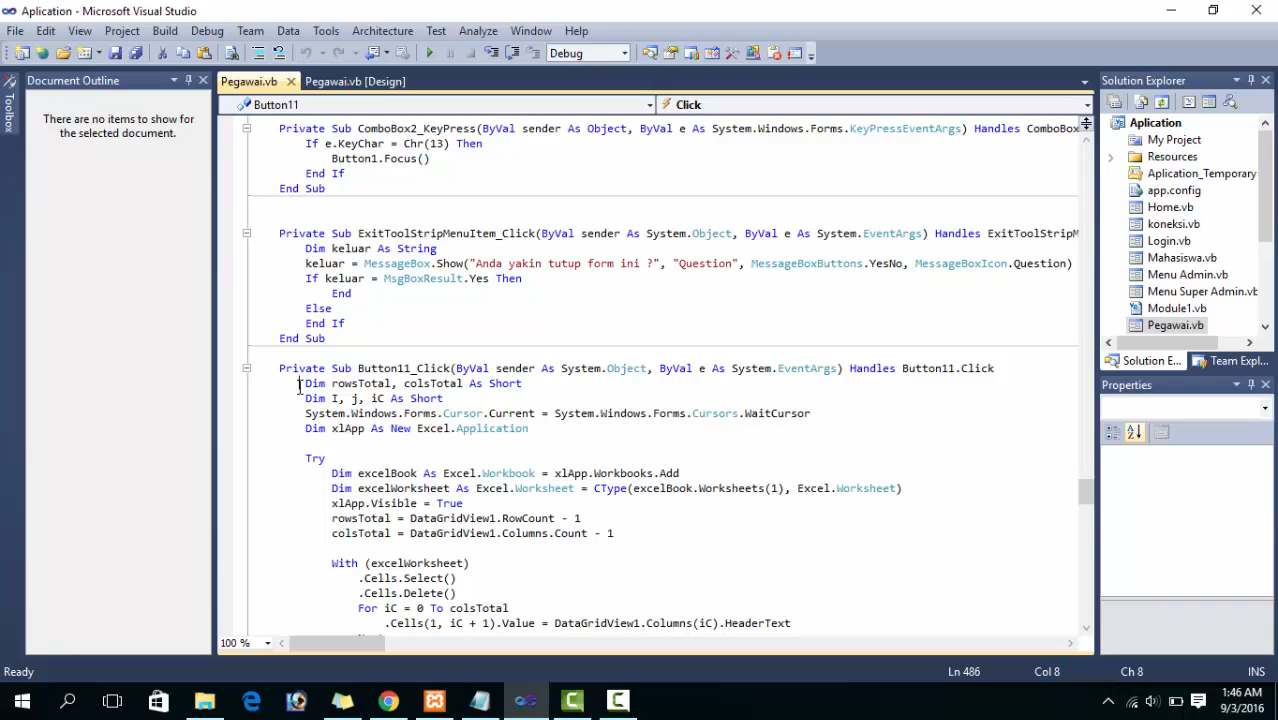 Aplication - Microsoft Visual Studio
File Edit View Project Build Debug Team Data Tools Architecture Test Analyze Window Help
Debug
Document Outline
Toolbox
There are no items to show for
the selected document.
Pegawai.vb
Pegawai.vb [Design]
Button11
Click
Private Sub ComboBox2_KeyPress(ByVal sender As Object, ByVal e As System.Windows.Forms.KeyPressEventArgs) Handles ComboBox
If e.KeyChar = Chr(13) Then
Button1.Focus()
End If
End Sub
Private Sub ExitToolStripMenuItem_Click(ByVal sender As System.Object, ByVal e As System.EventArgs) Handles ExitToolStripM
Dim keluar As String
keluar = MessageBox.Show("Anda yakin tutup form ini ?", "Question", MessageBoxButtons.YesNo, MessageBoxIcon.Question)
If keluar = MsgBoxResult.Yes Then
End
Else
End If
End Sub
Private Sub Button11_Click(ByVal sender As System.Object, ByVal e As System.EventArgs) Handles Button11.Click
Dim rowsTotal, colsTotal As Short
Dim I, j, iC As Short
System.Windows.Forms.Cursor.Current = System.Windows.Forms.Cursors.WaitCursor
Dim xlApp As New Excel.Application
Try
Dim excelBook As Excel.Workbook = xlApp.Workbooks.Add
Dim excelWorksheet As Excel.Worksheet = CType(excelBook.Worksheets(1), Excel.Worksheet)
xlApp.Visible = True
rowsTotal = DataGridView1.RowCount - 1
colsTotal = DataGridView1.Columns.Count - 1
With (excelWorksheet)
.Cells.Select()
.Cells.Delete()
For iC = 0 To colsTotal
.Cells(1, iC + 1).Value = DataGridView1.Columns(iC).HeaderText
100 %
Solution Explorer
Aplication
My Project
Resources
Aplication_Temporary
app.config
Home.vb
koneksi.vb
Login.vb
Mahasiswa.vb
Menu Admin.vb
Menu Super Admin.vb
Module1.vb
Pegawai.vb
Solution E...
Team Expl...
Properties
Ready
Ln 486
Col 8
Ch 8
INS
1:46 AM
9/3/2016